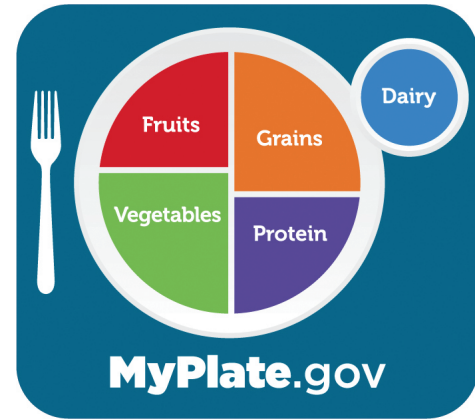 Dairy
Fruits
Grains
Vegetables
Protein
MyPlate.gov